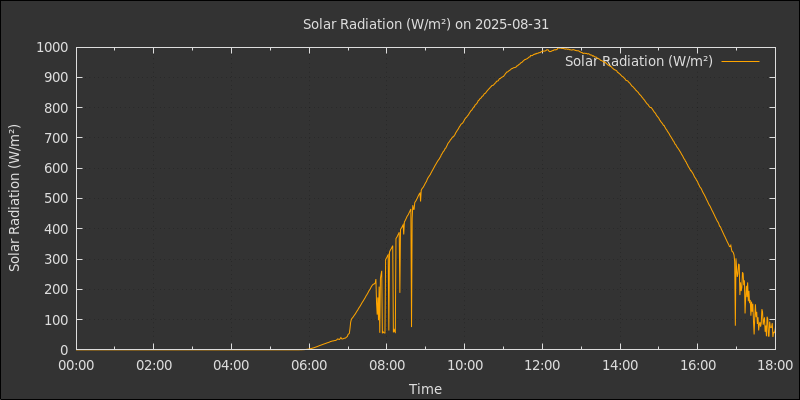 Solar Radiation (W/m²) on 2025-08-31
Solar Radiation (W/m²)
Solar Radiation (W/m²)
1000
900
800
700
600
500
400
300
200
100
0
00:00 02:00 04:00 06:00 08:00 10:00 12:00 14:00 16:00 18:00
Time